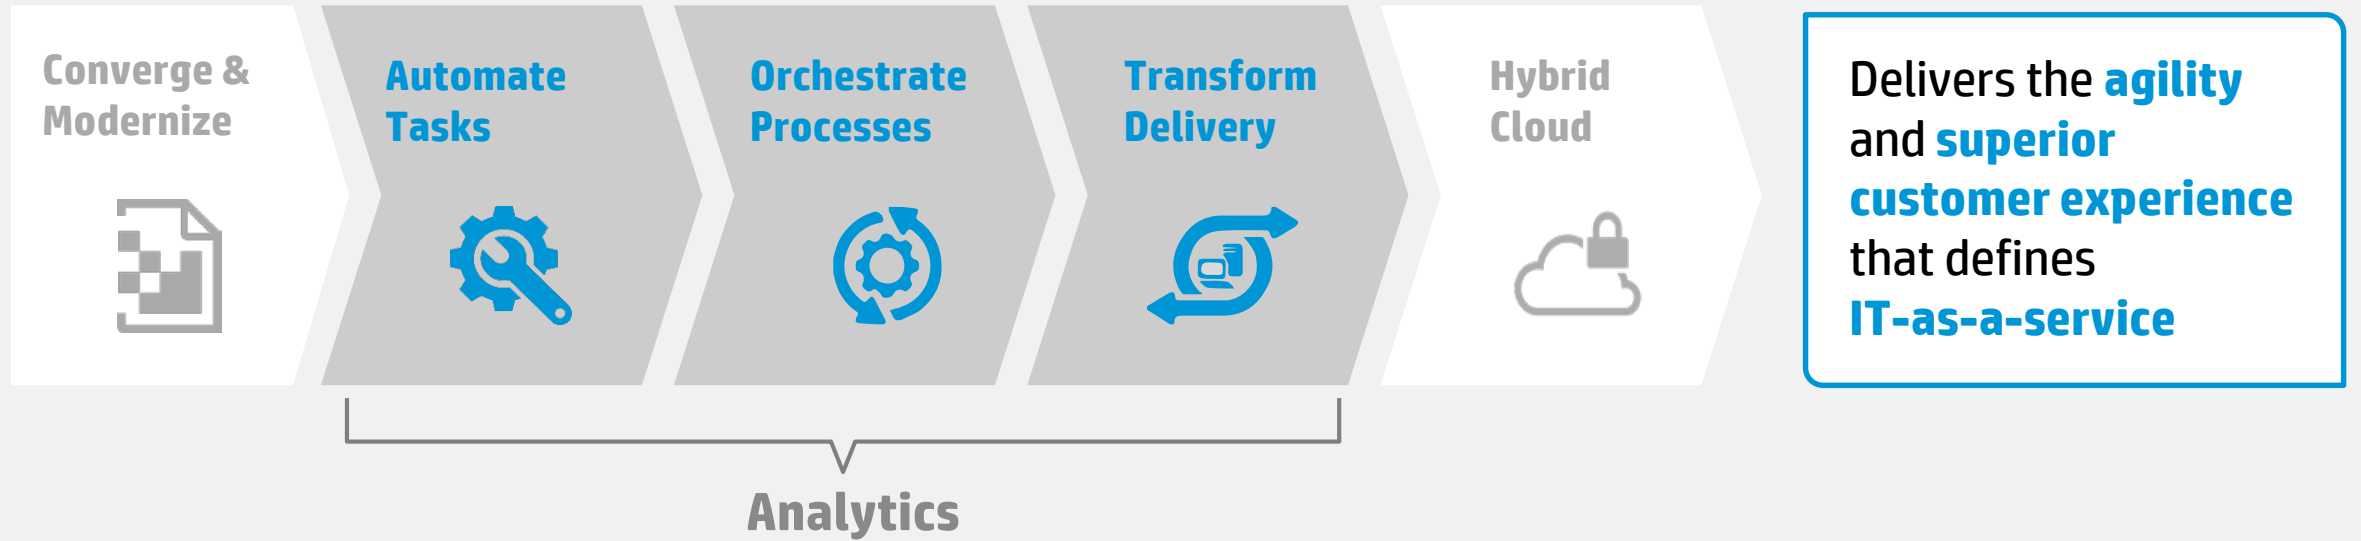 Converge &
Modernize
Automate
Tasks
Orchestrate
Processes
Transform
Delivery
Hybrid
Cloud
Delivers the agility
and superior
customer experience
that defines
IT-as-a-service
Analytics